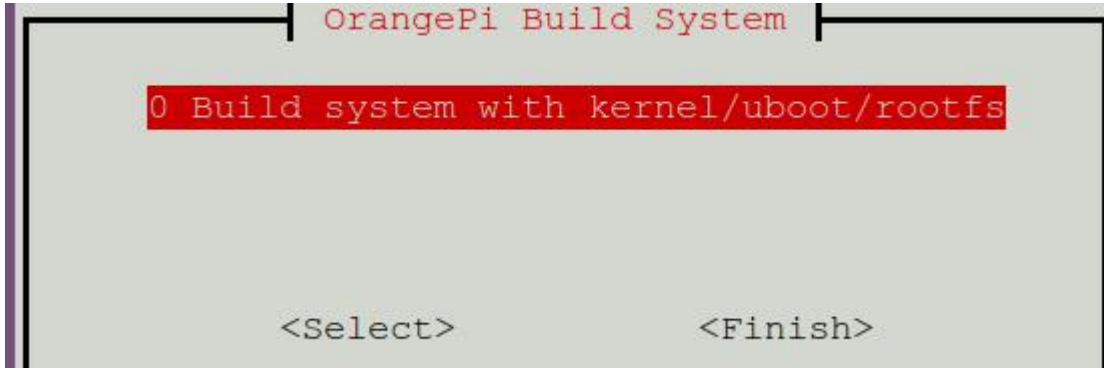 OrangePi Build System
0 Build system with kernel/uboot/rootfs
<Select> <Finish>